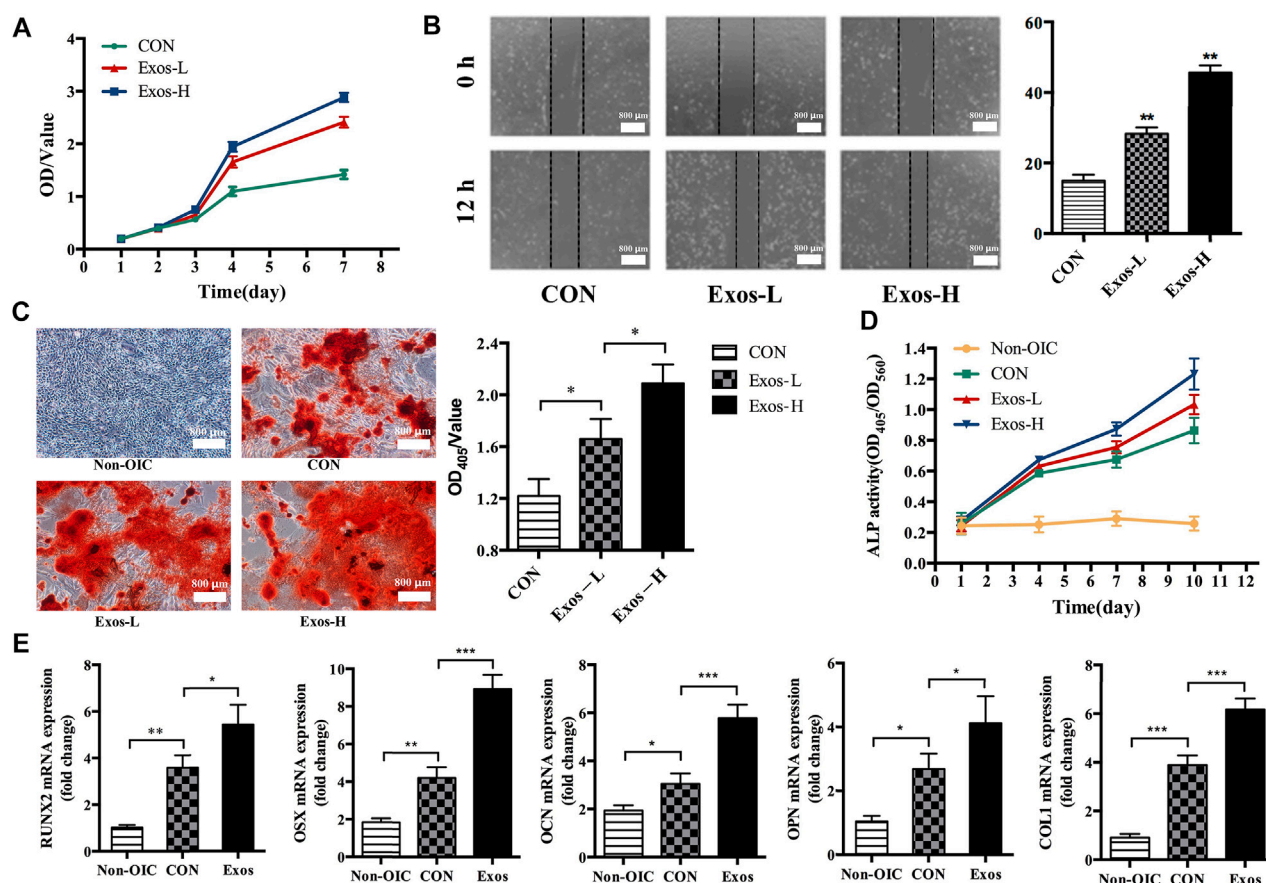 A
4
3
2
1
0
OD/Value
CON
Exos-L
Exos-H
0 1 2 3 4 5 6 7 8
Time(day)
B
0 h
12 h
800 μm
800 μm
800 μm
800 μm
800 μm
800 μm
CON Exos-L Exos-H
60
40
20
0
**
**
CON Exos-L Exos-H
C
800 μm
800 μm
Non-OIC CON
800 μm
800 μm
Exos-L Exos-H
OD405/Value
2.4
2.0
1.6
1.2
0.8
*
*
CON
Exos-L
Exos-H
CON Exos-L Exos-H
D
ALP activity(OD405/OD560)
1.4
1.2
1.0
0.8
0.6
0.4
0.2
0.0
Non-OIC
CON
Exos-L
Exos-H
0 1 2 3 4 5 6 7 8 9 10 11 12
Time(day)
E
RUNX2 mRNA expression
(fold change)
8
6
4
2
0
**
*
Non-OIC CON Exos
OSX mRNA expression
(fold change)
10
8
6
4
2
0
**
***
Non-OIC CON Exos
OCN mRNA expression
(fold change)
8
6
4
2
0
*
***
Non-OIC CON Exos
OPN mRNA expression
(fold change)
6
4
2
0
*
*
Non-OIC CON Exos
COL1 mRNA expression
(fold change)
8
6
4
2
0
***
***
Non-OIC CON Exos